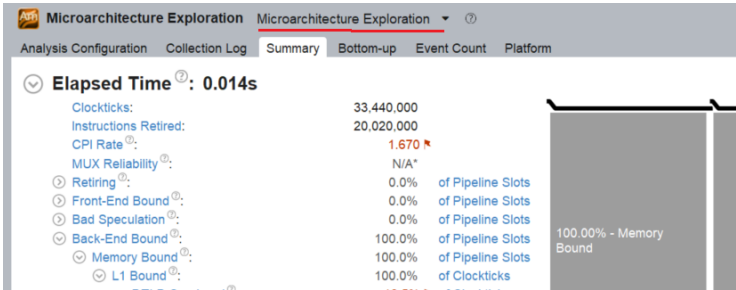 Microarchitecture Exploration Microarchitecture Exploration
Analysis Configuration Collection Log Summary Bottom-up Event Count Platform
Elapsed Time ?: 0.014s
Clockticks: 33,440,000
Instructions Retired: 20,020,000
CPI Rate ?: 1.670
MUX Reliability ?: N/A*
Retiring ?: 0.0% of Pipeline Slots
Front-End Bound ?: 0.0% of Pipeline Slots
Bad Speculation ?: 0.0% of Pipeline Slots
Back-End Bound ?: 100.0% of Pipeline Slots
Memory Bound ?: 100.0% of Pipeline Slots
L1 Bound ?: 100.0% of Clockticks
100.00% - Memory
Bound